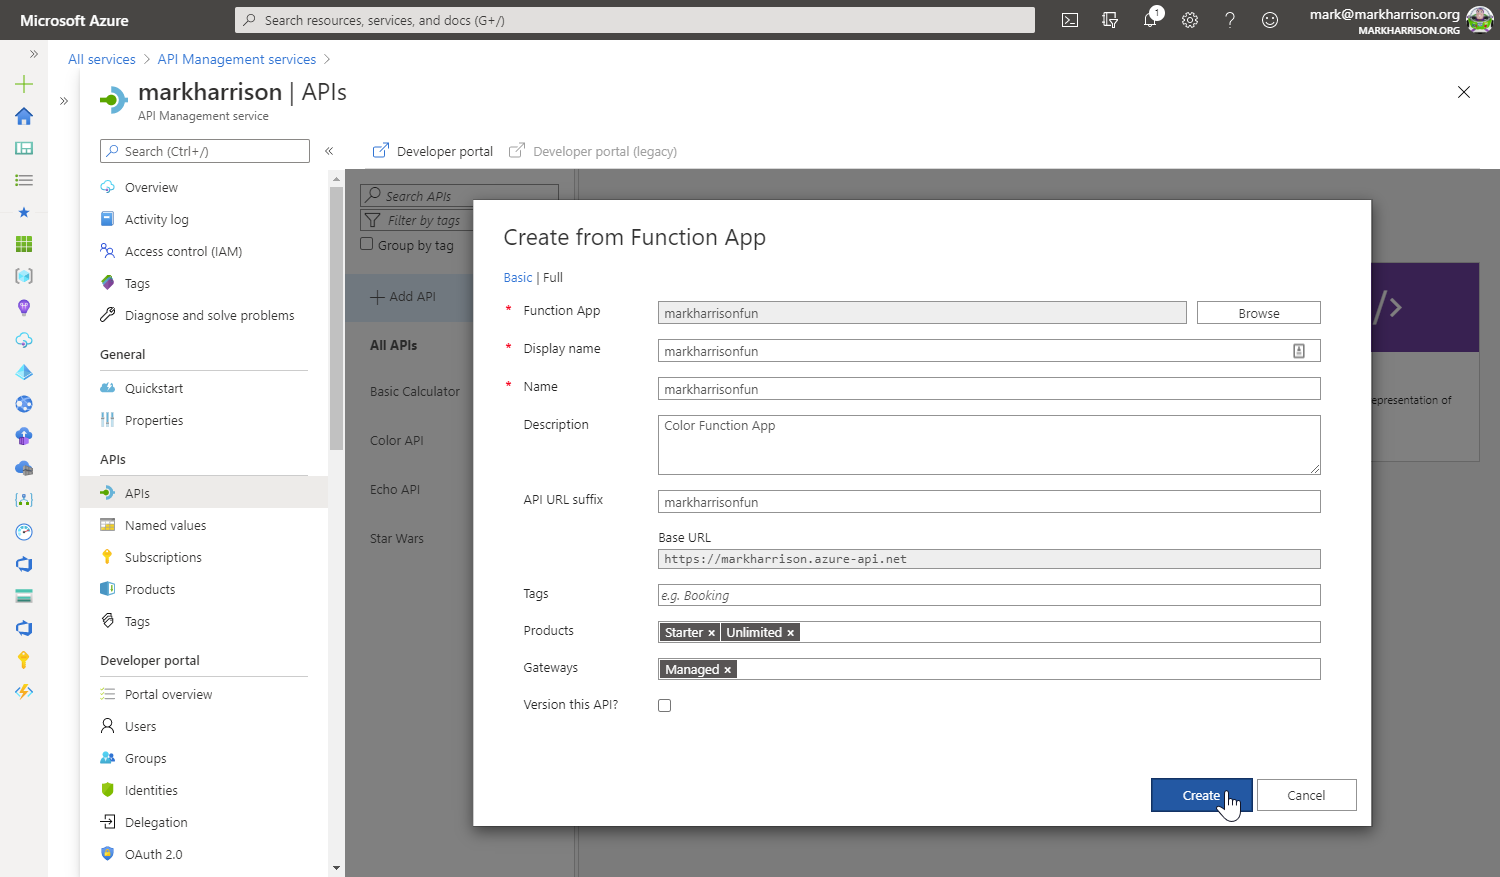 Microsoft Azure
Search resources, services, and docs (G+/)
1
mark@markharrison.org
MARKHARRISON.ORG
All services > API Management services >
markharrison | APIs
API Management service
Search (Ctrl+/)
Developer portal
Developer portal (legacy)
Overview
Activity log
Access control (IAM)
Tags
Diagnose and solve problems
General
Quickstart
Properties
APIs
APIs
Named values
Subscriptions
Products
Tags
Developer portal
Portal overview
Users
Groups
Identities
Delegation
OAuth 2.0
Search APIs
Filter by tags
Group by tag
Add API
All APIs
Basic Calculator
Color API
Echo API
Star Wars
Create from Function App
Basic | Full
* Function App
markharrisonfun
Browse
* Display name
markharrisonfun
* Name
markharrisonfun
Description
Color Function App
API URL suffix
markharrisonfun
Base URL
https://markharrison.azure-api.net
Tags
e.g. Booking
Products
Starter × Unlimited ×
Gateways
Managed ×
Version this API?
Create
Cancel
/>
epresentation of